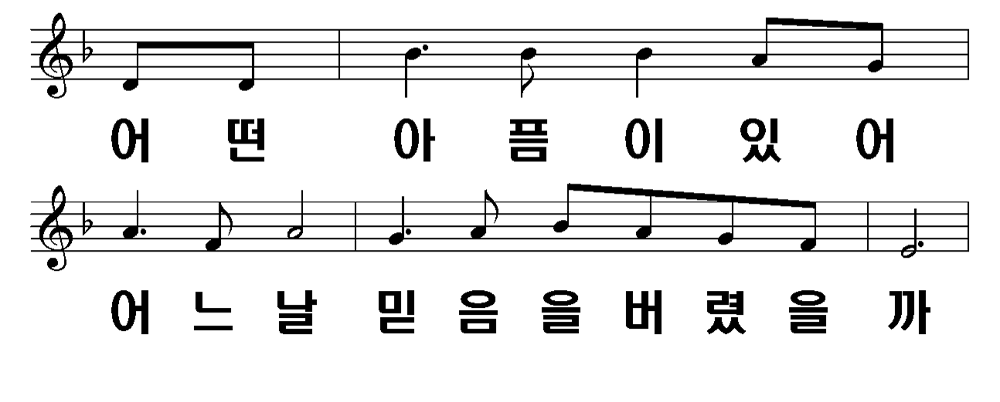 어 떤 아 픔 이 있 어
어 느 날 믿 음 을 버 렸 을 까